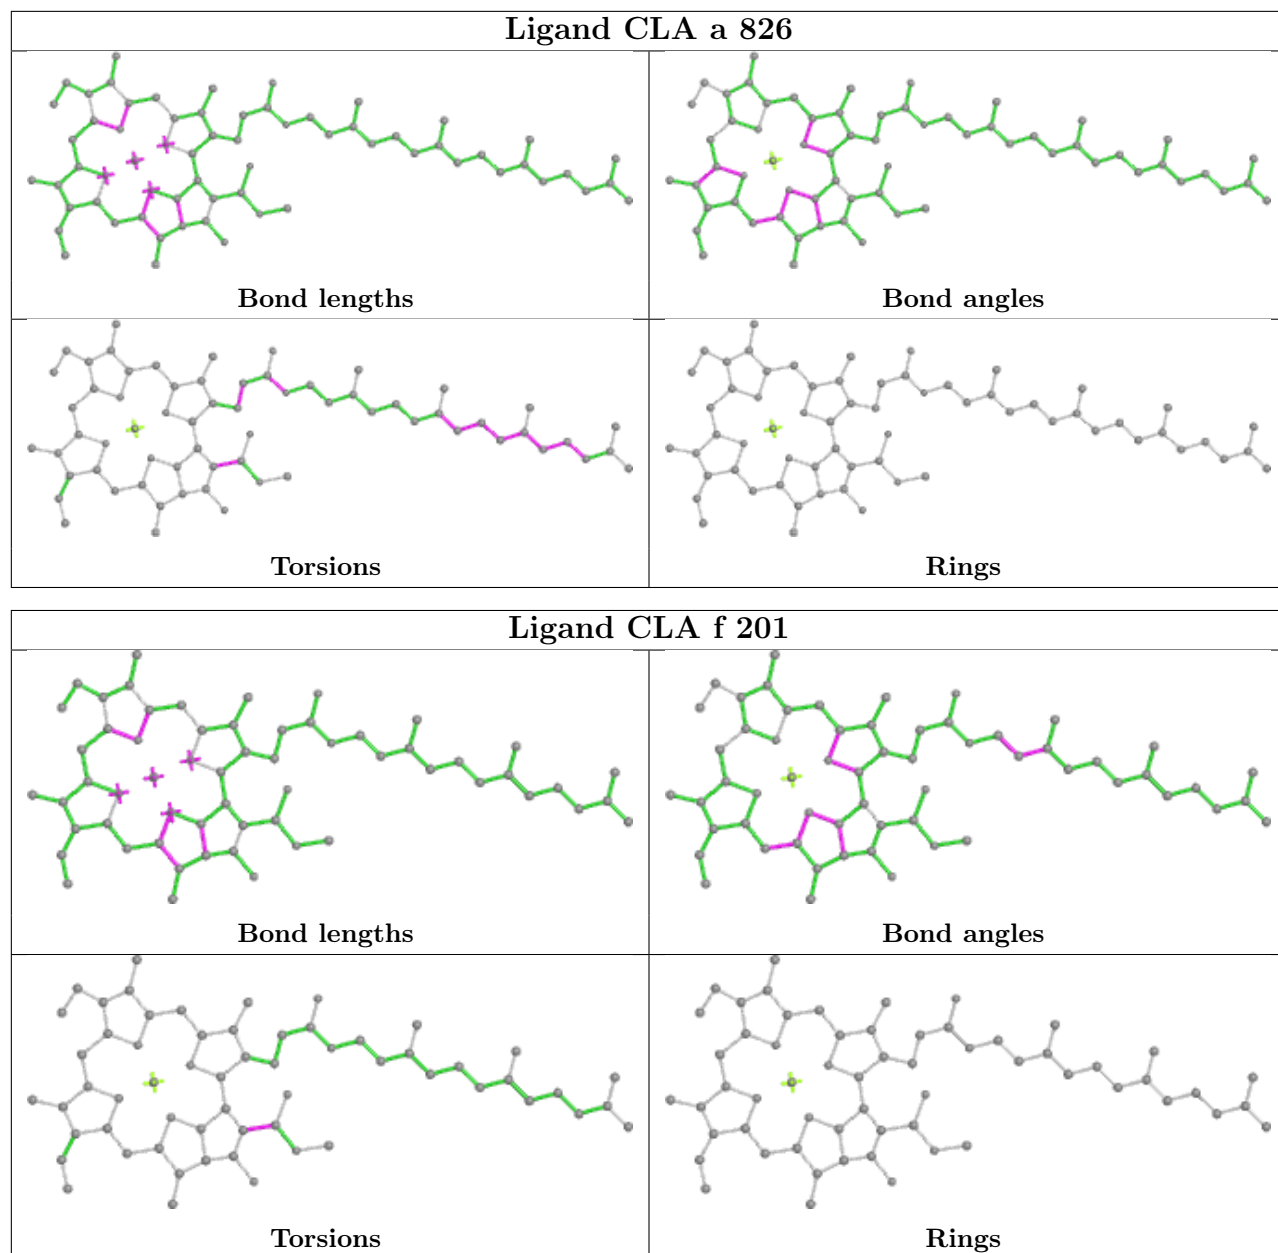 Ligand CLA a 826
Bond lengths
Bond angles
Torsions
Rings
Ligand CLA f 201
Bond lengths
Bond angles
Torsions
Rings